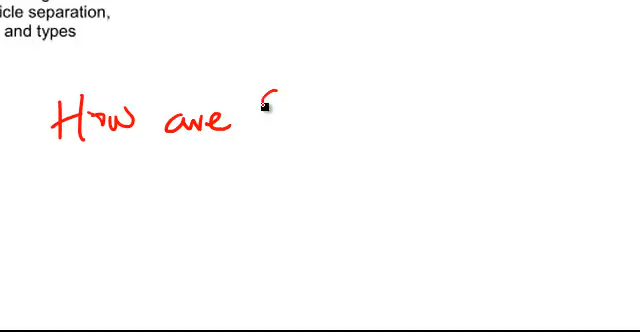 icle separation,
and types
How are